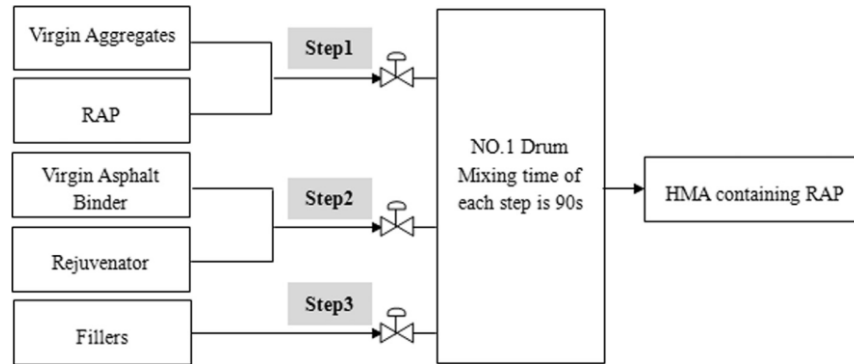 Virgin Aggregates
RAP
Step1
Virgin Asphalt
Binder
Rejuvenator
Step2
Fillers
Step3
NO.1 Drum
Mixing time of
each step is 90s
HMA containing RAP